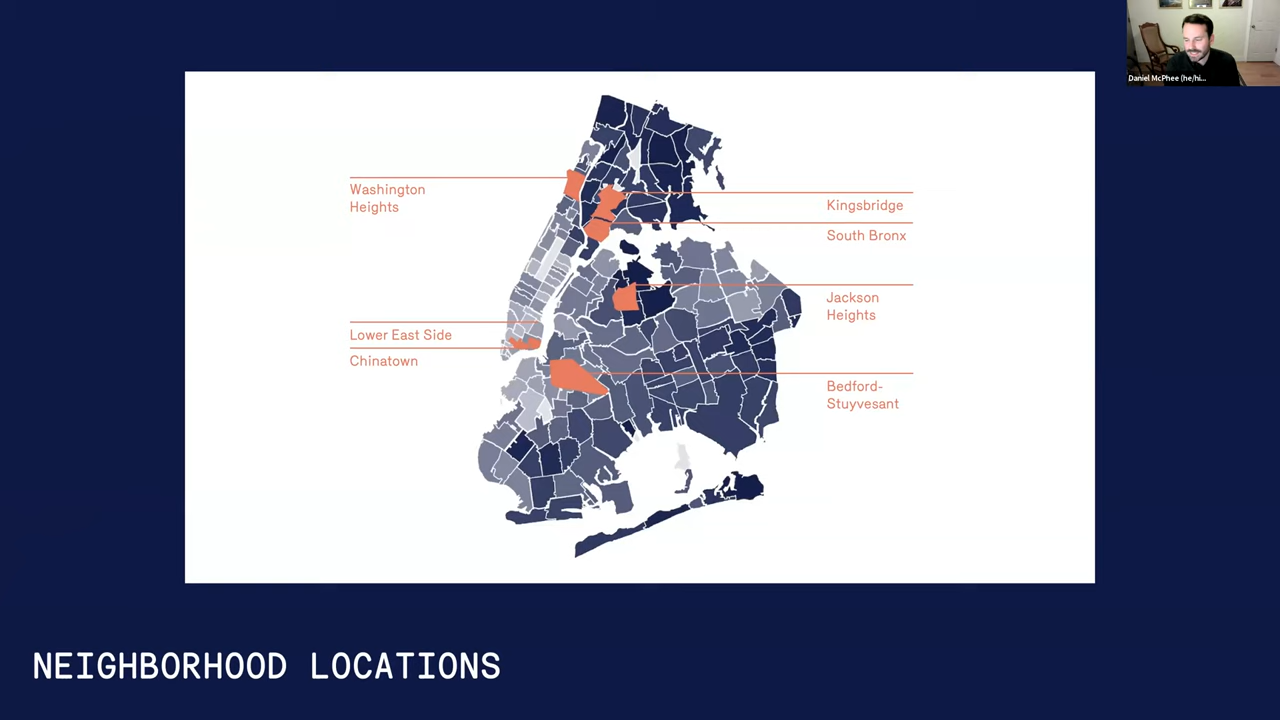 Daniel McPhee (he/hi...
Washington
Heights
Kingsbridge
South Bronx
Jackson
Heights
Lower East Side
Chinatown
Bedford-
Stuyvesant
NEIGHBORHOOD LOCATIONS